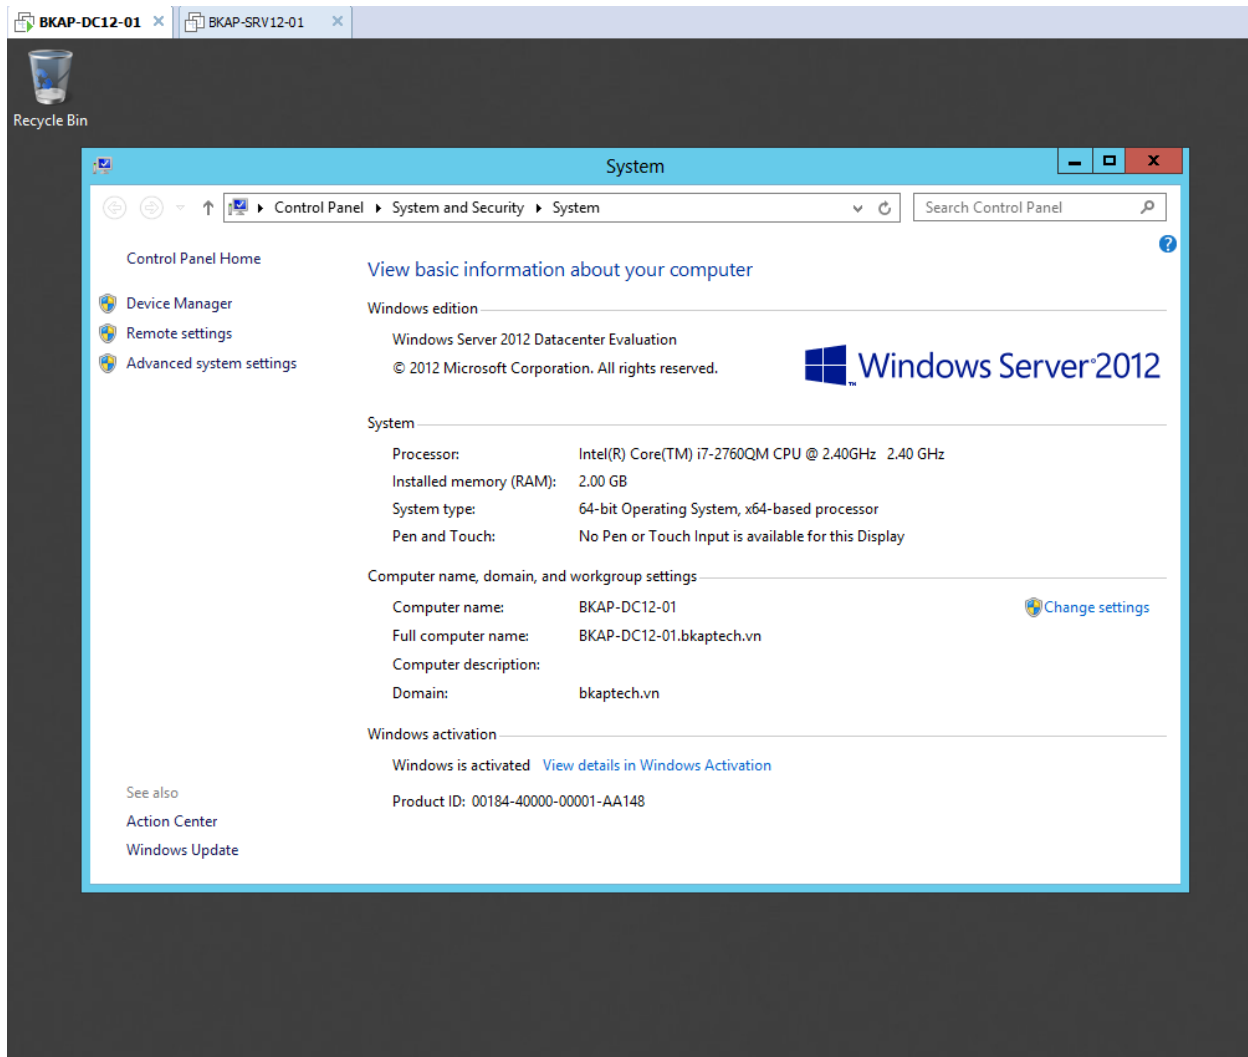 BKAP-DC12-01 BKAP-SRV12-01
Recycle Bin
System
Control Panel System and Security System Search Control Panel
Control Panel Home
Device Manager
Remote settings
Advanced system settings
View basic information about your computer
Windows edition
Windows Server 2012 Datacenter Evaluation
© 2012 Microsoft Corporation. All rights reserved.
Windows Server 2012
System
Processor: Intel(R) Core(TM) i7-2760QM CPU @ 2.40GHz 2.40 GHz
Installed memory (RAM): 2.00 GB
System type: 64-bit Operating System, x64-based processor
Pen and Touch: No Pen or Touch Input is available for this Display
Computer name, domain, and workgroup settings
Computer name: BKAP-DC12-01 Change settings
Full computer name: BKAP-DC12-01.bkaptech.vn
Computer description:
Domain: bkaptech.vn
Windows activation
Windows is activated View details in Windows Activation
Product ID: 00184-40000-00001-AA148
See also
Action Center
Windows Update